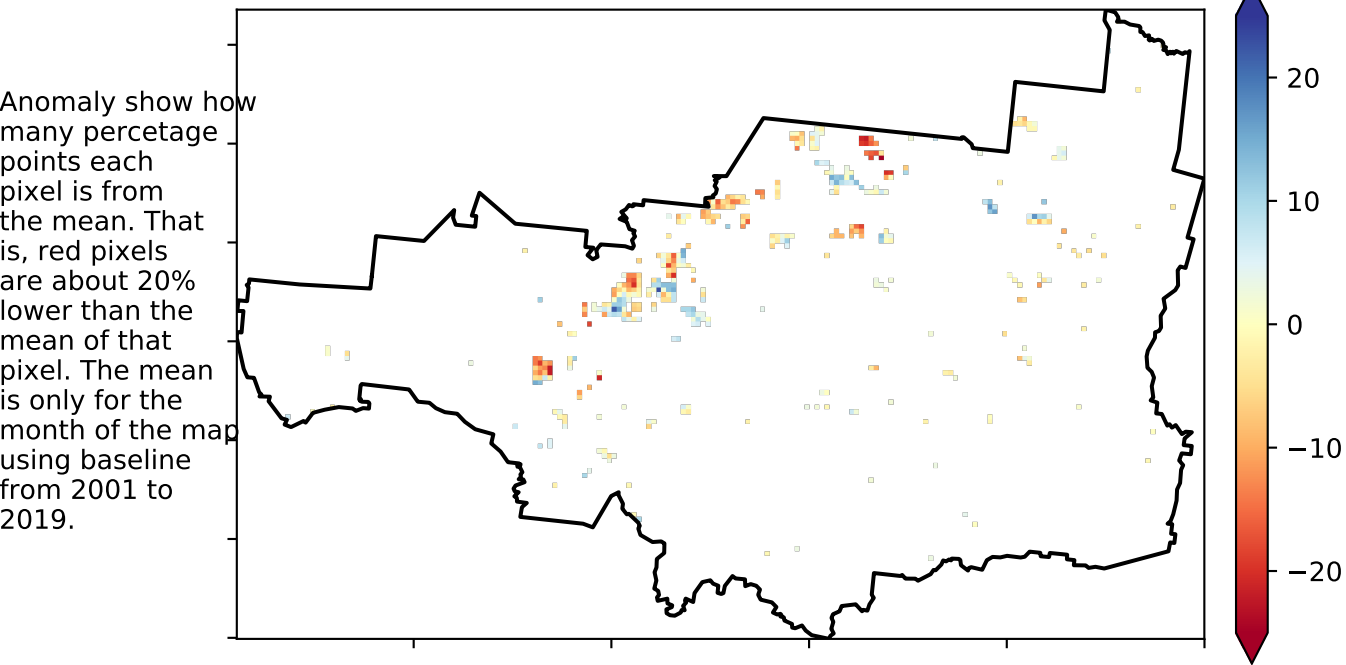 Anomaly show how
many percetage
points each
pixel is from
the mean. That
is, red pixels
are about 20%
lower than the
mean of that
pixel. The mean
is only for the
month of the map
using baseline
from 2001 to
2019.
20
10
0
−10
−20